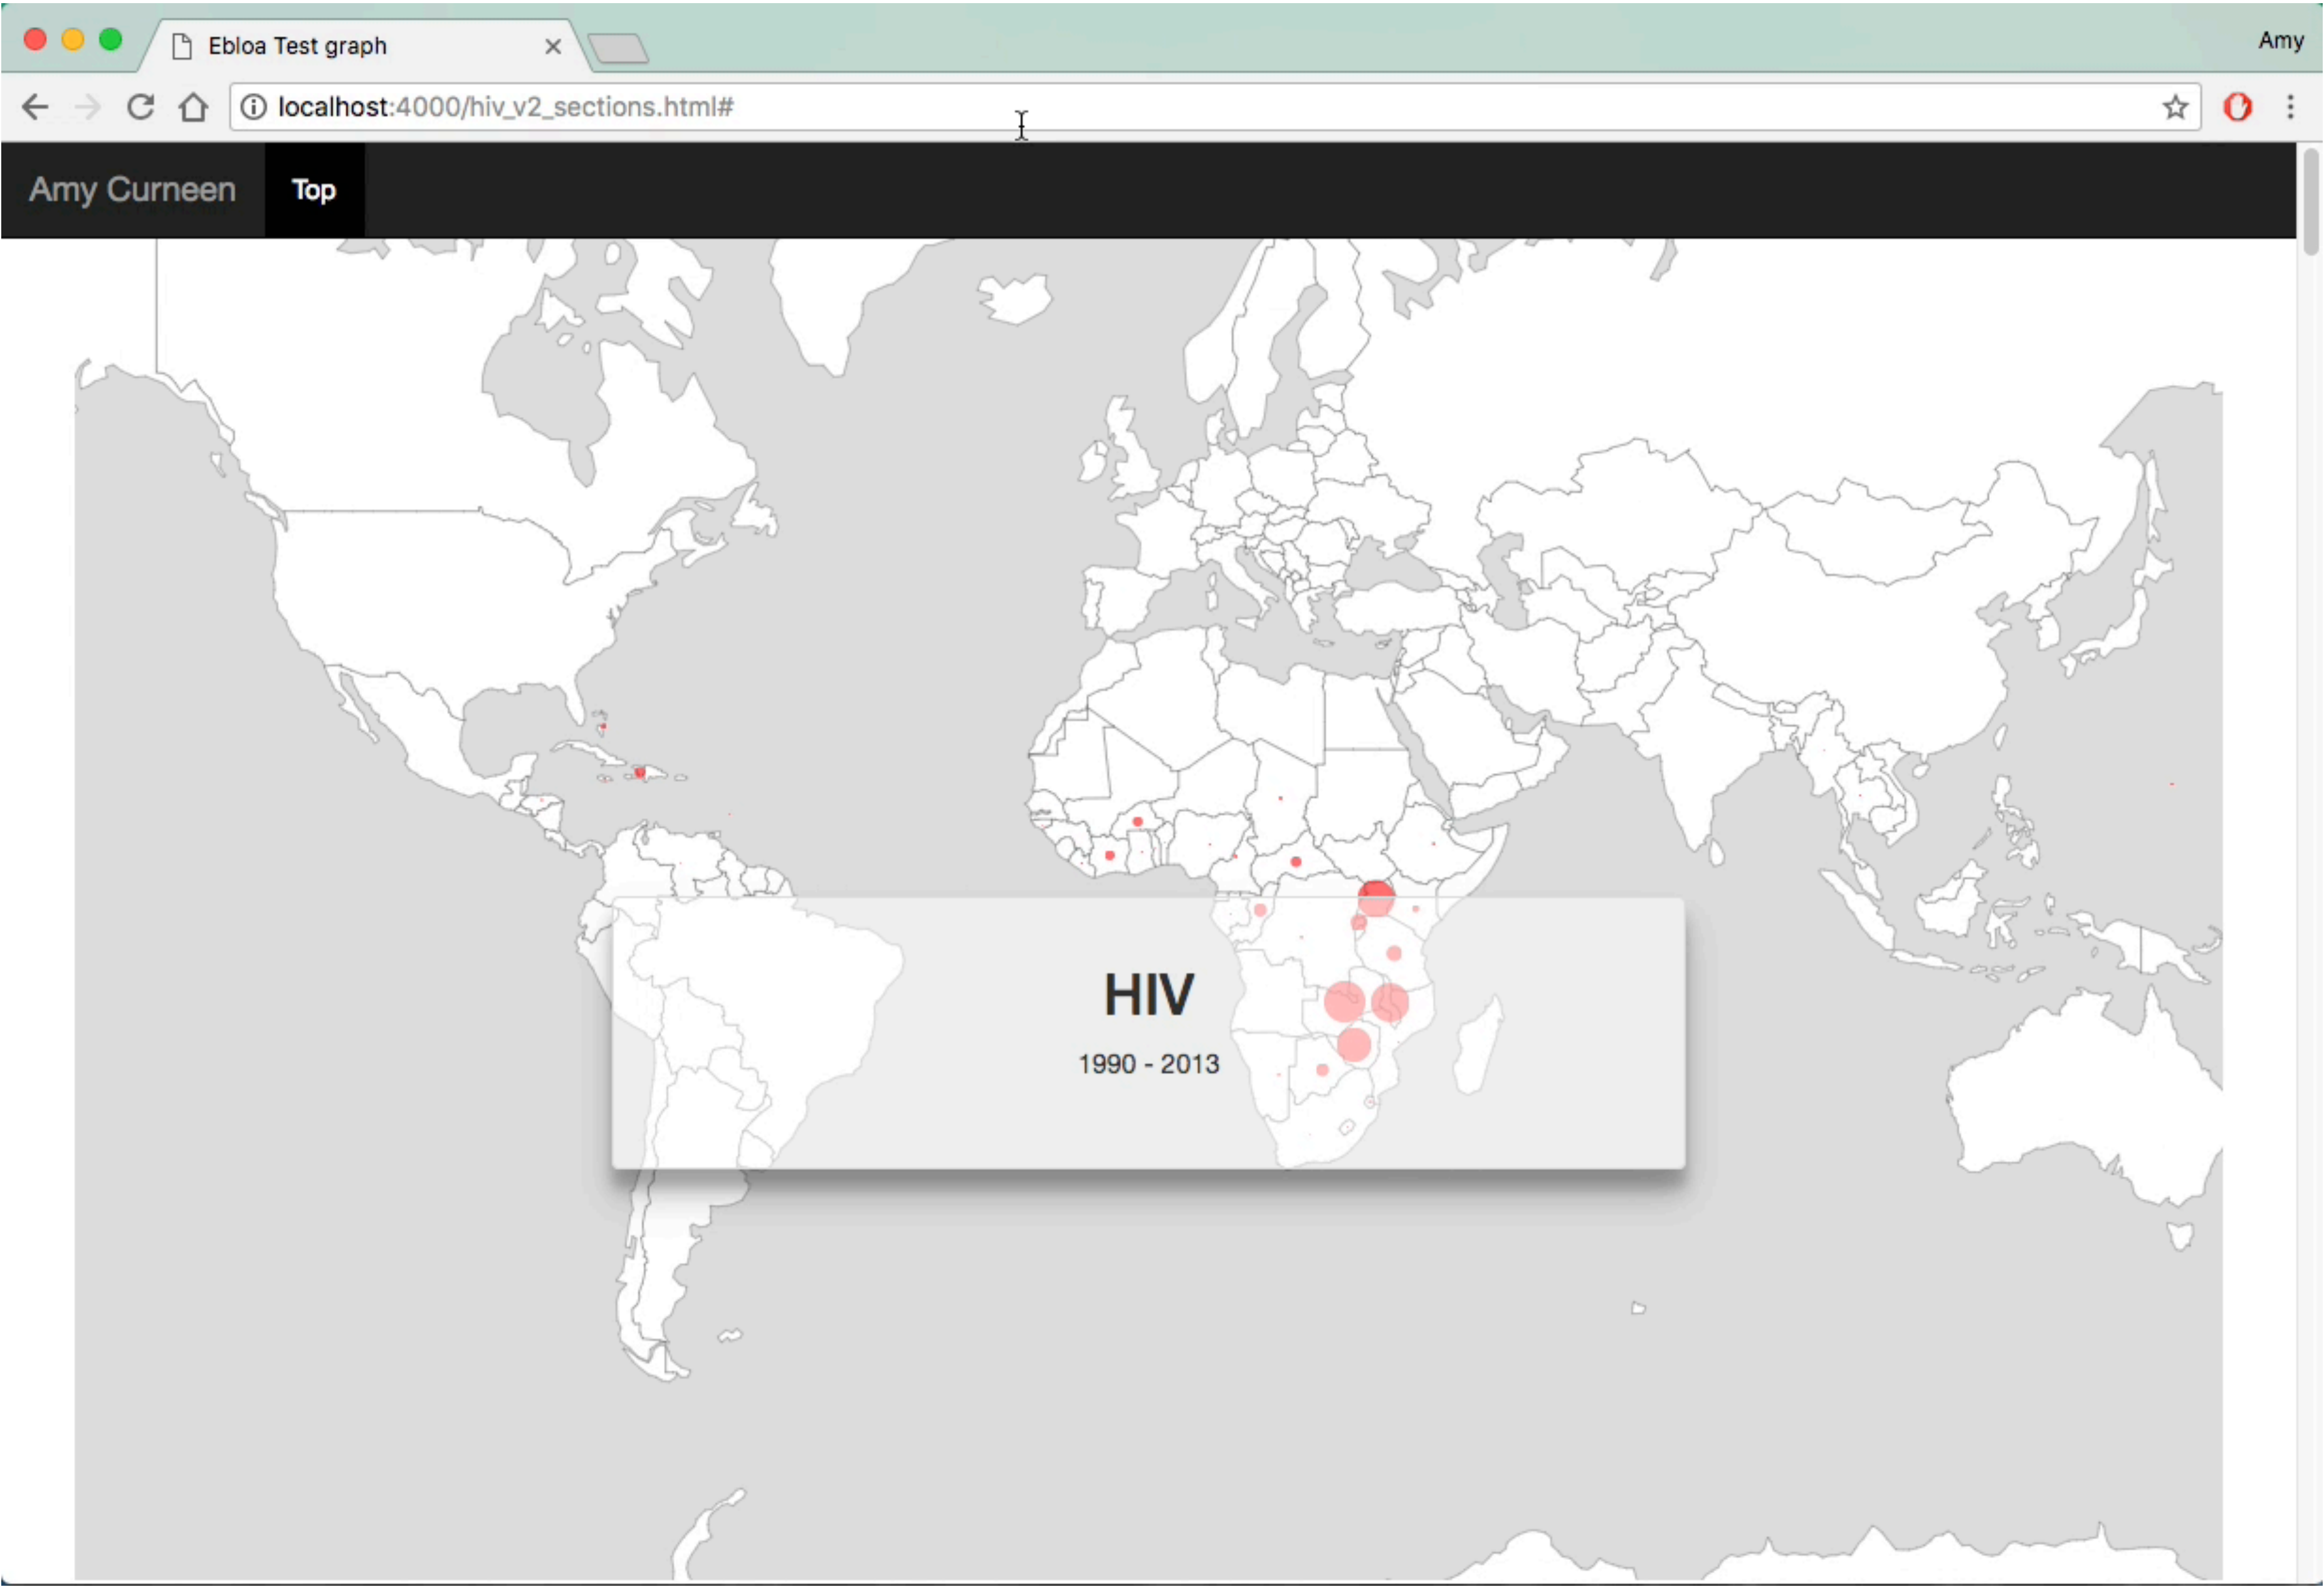 Ebloa Test graph
Amy
localhost:4000/hiv_v2_sections.html#
Amy Curneen
Top
HIV
1990 - 2013